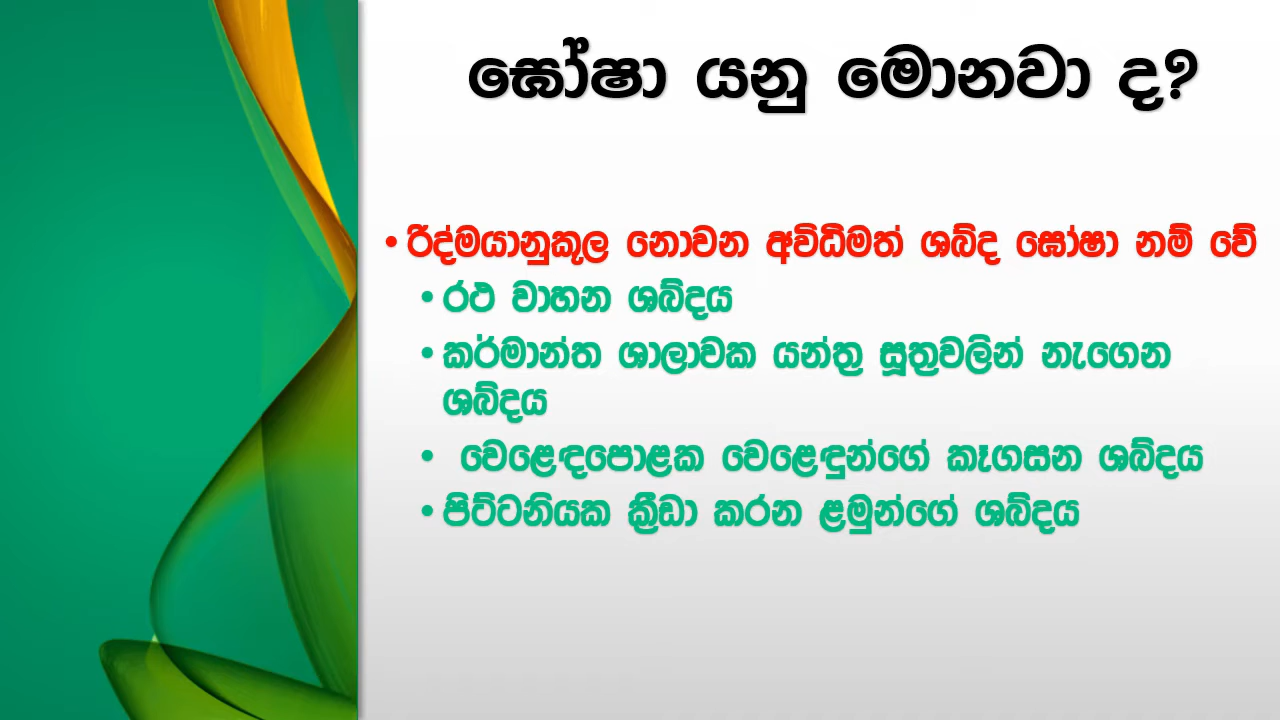 ඝෝෂා යනු මොනවා ද?
• රිද්මයානුකුල නොවන අවිධිමත් ශබ්ද ඝෝෂා නම් වේ
• රථ වාහන ශබ්දය
• කර්මාන්ත ශාලාවක යන්ත්‍ර සූත්‍රවලින් නැගෙන
ශබ්දය
• වෙළෙඳපොළක වෙළෙඳුන්ගේ කෑගසන ශබ්දය
• පිට්ටනියක ක්‍රීඩා කරන ළමුන්ගේ ශබ්දය